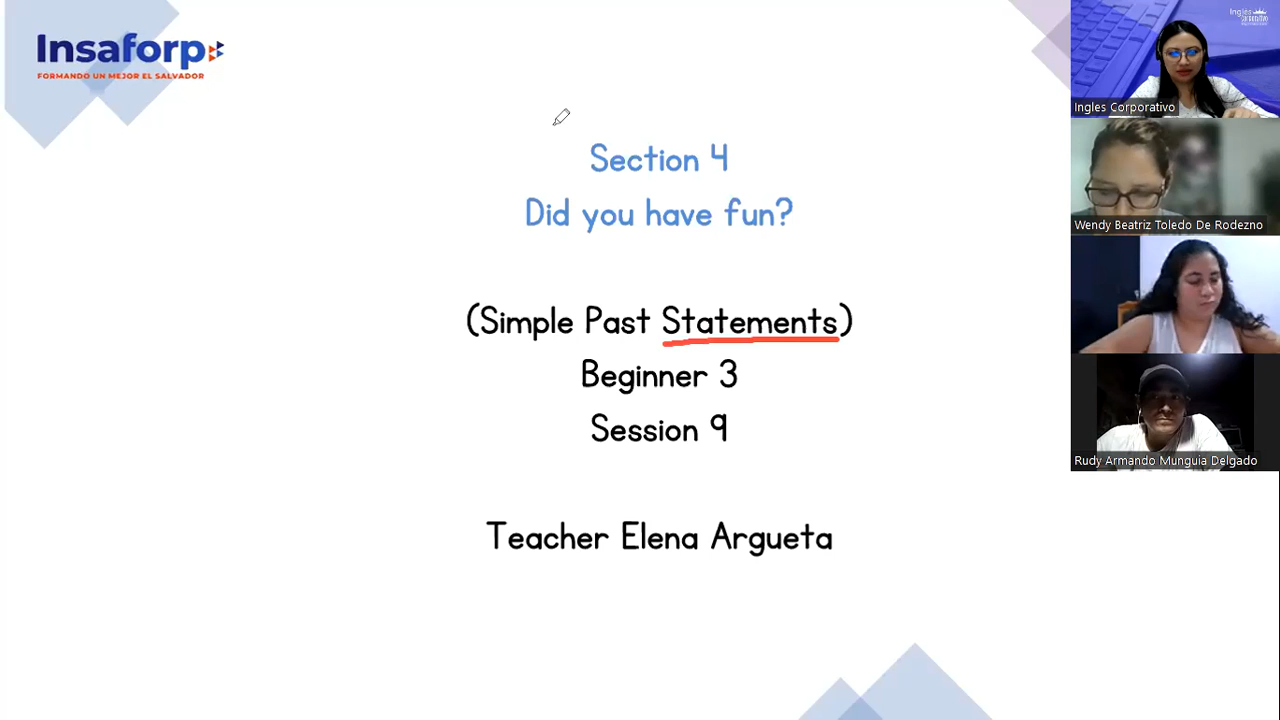 Insaforp
FORMANDO UN MEJOR EL SALVADOR
Section 4
Did you have fun?
(Simple Past Statements)
Beginner 3
Session 9
Teacher Elena Argueta
Ingles Corporativo
Wendy Beatriz Toledo De Rodezno
Rudy Armando Munguia Delgado